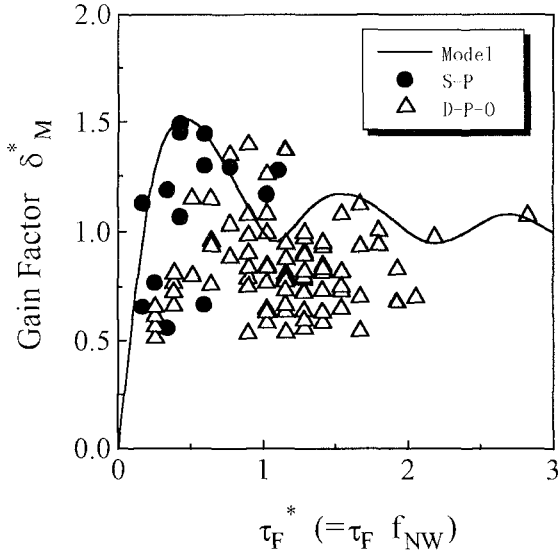 2.0
1.5
1.0
0.5
0.0
0
1
2
3
Gain Factor δ*M
τF* (=τF fNW)
Model
S-P
D-P-O